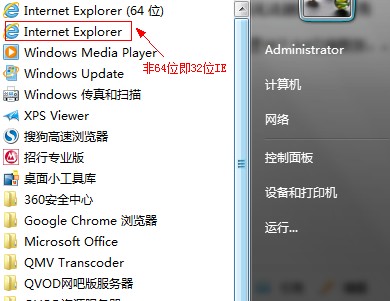 Internet Explorer (64 位)
Internet Explorer
Windows Media Player
非64位即32位IE
Windows Update
Windows 传真和扫描
XPS Viewer
搜狗高速浏览器
招行专业版
桌面小工具库
360安全中心
Google Chrome 浏览器
Microsoft Office
QMV Transcoder
QVOD网吧版服务器
Administrator
计算机
网络
控制面板
设备和打印机
运行...